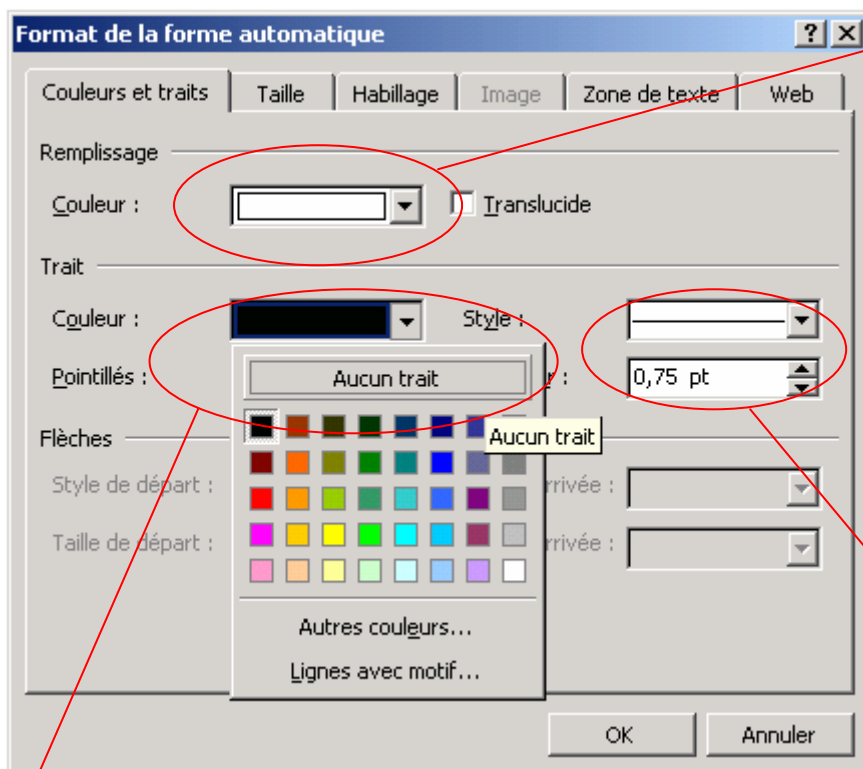 Format de la forme automatique
Couleurs et traits Taille Habillage Image Zone de texte Web
Remplissage
Couleur : Translucide
Trait
Couleur : Style :
Pointillés : Aucun trait : 0,75 pt
Flèches Aucun trait
Style de départ : rrivée :
Taille de départ : rrivée :
Autres couleurs...
Lignes avec motif...
OK Annuler